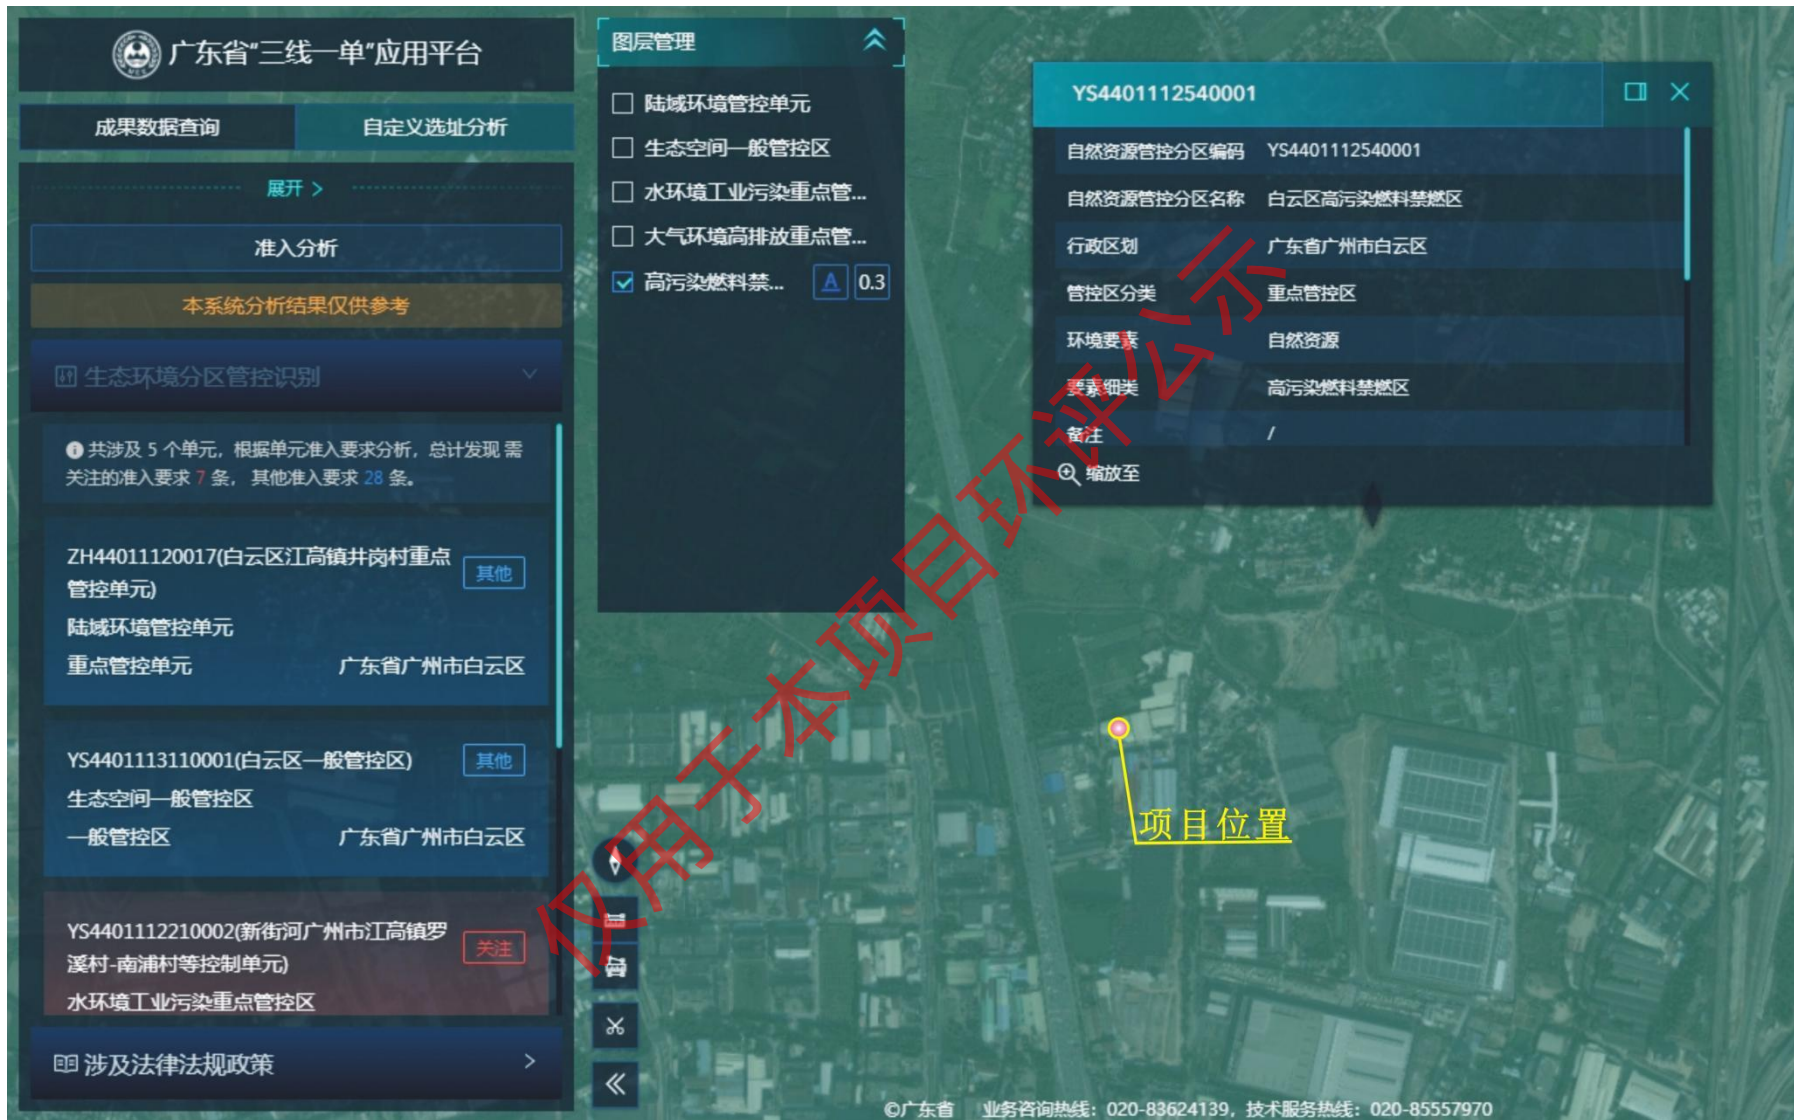 广东省"三线一单"应用平台
成果数据查询
自定义选址分析
展开 >
准入分析
本系统分析结果仅供参考
生态环境分区管控识别
共涉及 5 个单元，根据单元准入要求分析，总计发现 需
关注的准入要求 7 条， 其他准入要求 28 条。
ZH44011120017(白云区江高镇井岗村重点
管控单元)
其他
陆域环境管控单元
重点管控单元 广东省广州市白云区
YS4401113110001(白云区一般管控区)
其他
生态空间一般管控区
一般管控区 广东省广州市白云区
YS4401112210002(新街河广州市江高镇罗
溪村-南浦村等控制单元)
关注
水环境工业污染重点管控区
涉及法律法规政策
图层管理
陆域环境管控单元
生态空间一般管控区
水环境工业污染重点管...
大气环境高排放重点管...
高污染燃料禁... A 0.3
YS4401112540001
自然资源管控分区编码 YS4401112540001
自然资源管控分区名称 白云区高污染燃料禁燃区
行政区划 广东省广州市白云区
管控区分类 重点管控区
环境要素 自然资源
要素细类 高污染燃料禁燃区
备注 /
缩放至
项目位置
仅用于本项目环评公示
©广东省 业务咨询热线：020-83624139，技术服务热线：020-85557970